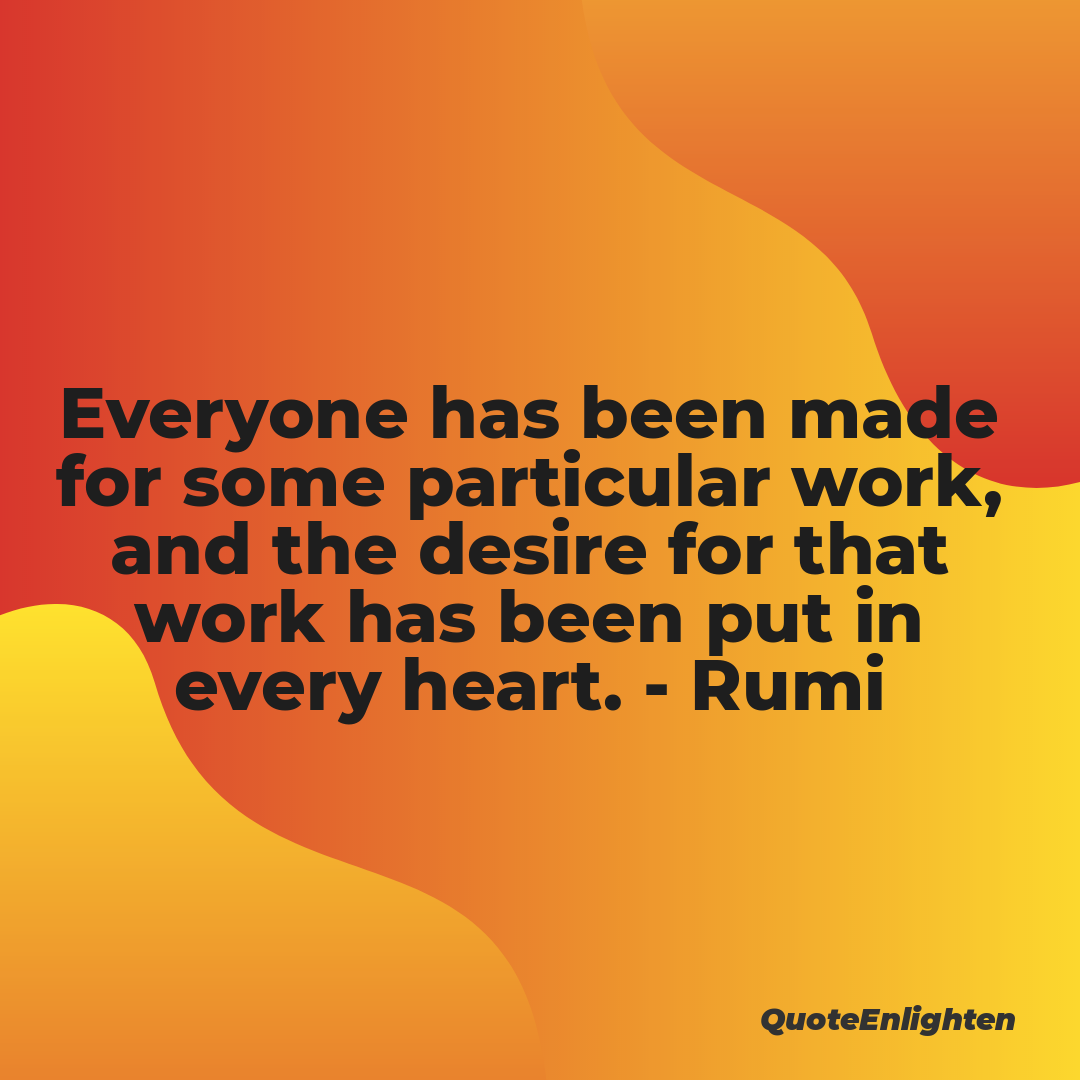 Everyone has been made
for some particular work,
and the desire for that
work has been put in
every heart. - Rumi
QuoteEnlighten